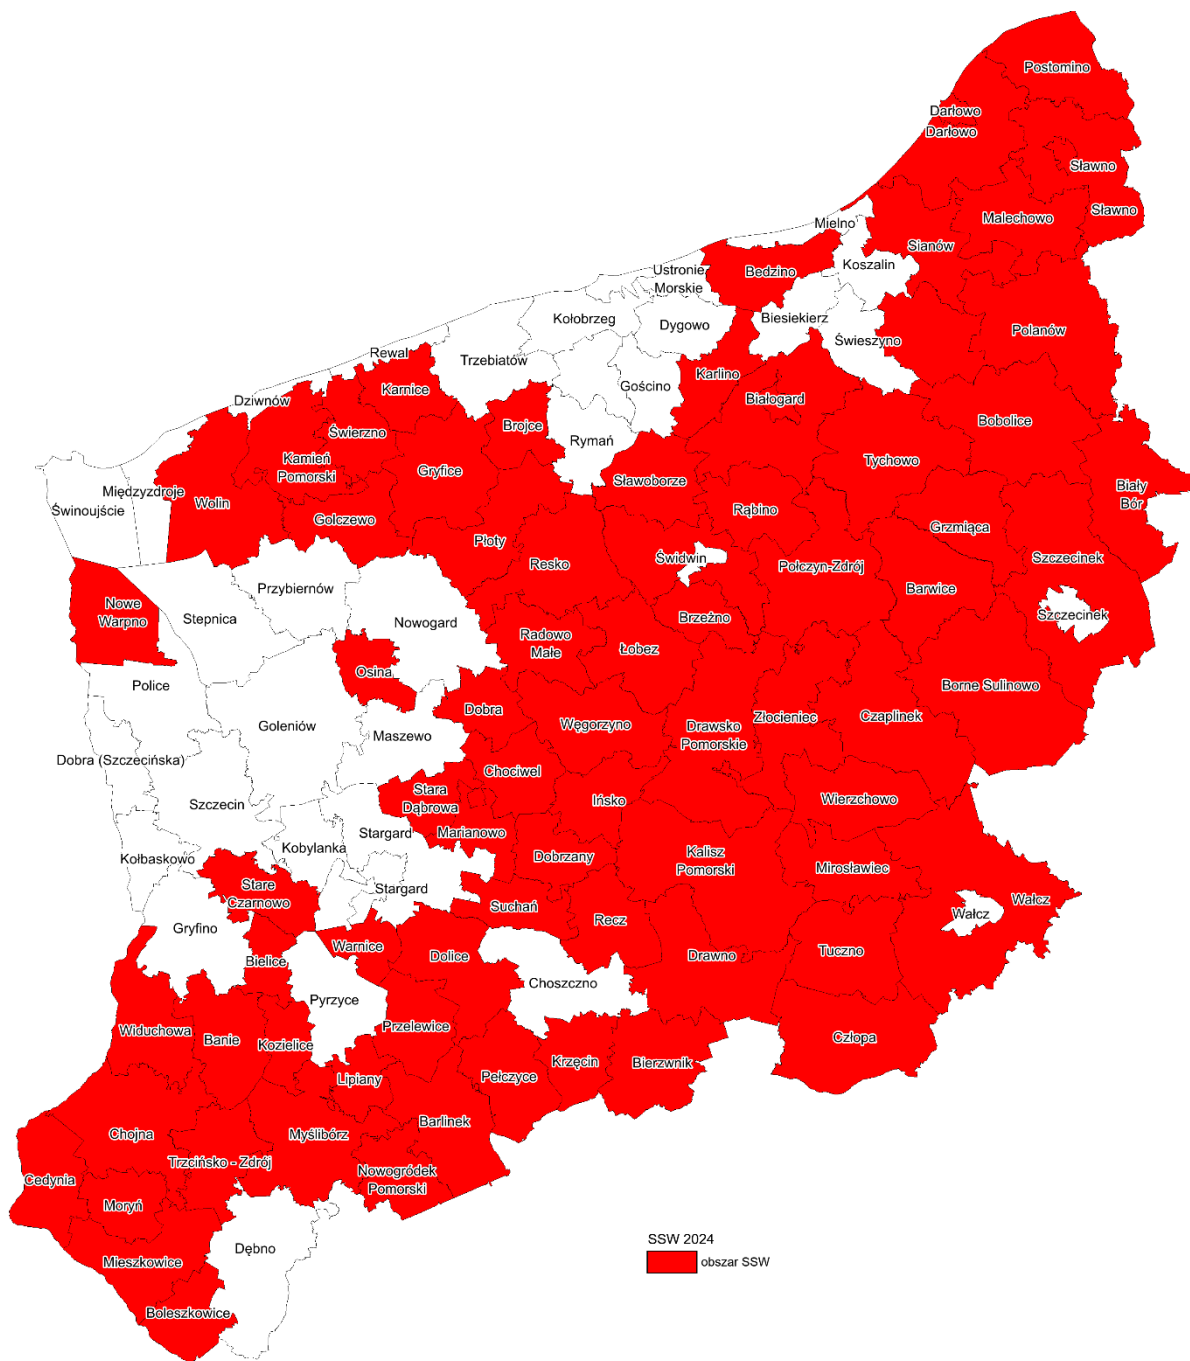 Postomino
Darłowo
Darłowo
Sławno
Sławno
Malechowo
Mielno
Sianów
Koszalin
Ustronie
Morskie
Będzino
Kołobrzeg
Dygowo
Biesiekierz
Świeszyno
Polanów
Rewal
Trzebiatów
Gościno
Karlino
Karnice
Dziwnów
Białogard
Bobolice
Brojce
Świerzno
Rymań
Kamień
Pomorski
Gryfice
Tychowo
Sławoborze
Biały
Bór
Międzyzdroje
Świnoujście
Wolin
Rąbino
Golczewo
Grzmiąca
Płoty
Resko
Świdwin
Połczyn-Zdrój
Szczecinek
Przybiernów
Barwice
Nowe
Warpno
Stepnica
Nowogard
Brzeżno
Szczecinek
Radowo
Małe
Łobez
Osina
Police
Borne Sulinowo
Dobra
Goleniów
Węgorzyno
Drawsko
Pomorskie
Złocieniec
Czaplinek
Maszewo
Dobra (Szczecińska)
Chociwel
Stara
Dąbrowa
Ińsko
Wierzchowo
Szczecin
Stargard
Marianowo
Kobylanka
Kołbaskowo
Dobrzany
Kalisz
Pomorski
Mirosławiec
Stare
Czarnowo
Stargard
Suchań
Recz
Wałcz
Wałcz
Gryfino
Warnice
Bielice
Dolice
Drawno
Tuczno
Choszczno
Pyrzyce
Widuchowa
Banie
Kozielice
Przelewice
Człopa
Krzęcin
Bierzwnik
Pełczyce
Lipiany
Barlinek
Chojna
Myślibórz
Trzcińsko - Zdrój
Nowogródek
Pomorski
Cedynia
Moryń
Dębno
Mieszkowice
Boleszkowice
SSW 2024
obszar SSW